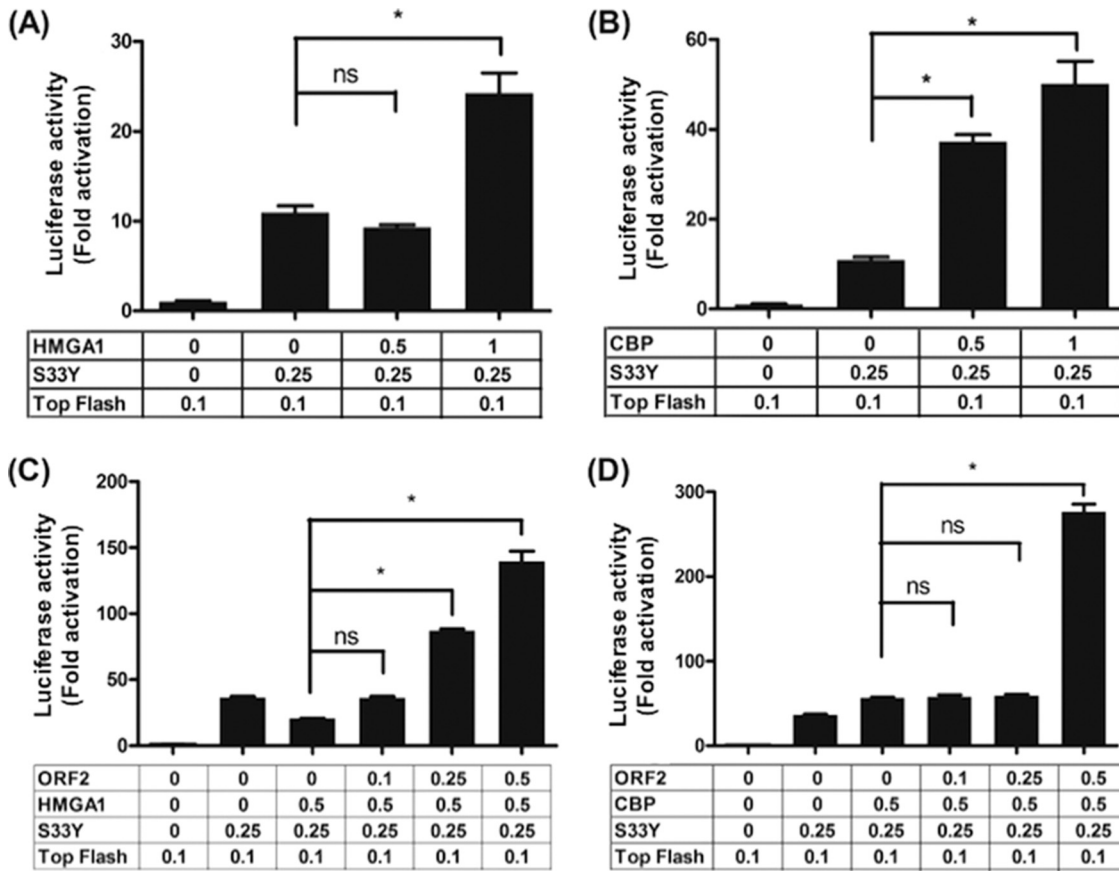 (A)
Luciferase activity
(Fold activation)
30
20
10
0
*
ns
HMGA1 0 0 0.5 1
S33Y 0 0.25 0.25 0.25
Top Flash 0.1 0.1 0.1 0.1
(B)
Luciferase activity
(Fold activation)
60
40
20
0
*
*
CBP 0 0 0.5 1
S33Y 0 0.25 0.25 0.25
Top Flash 0.1 0.1 0.1 0.1
(C)
Luciferase activity
(Fold activation)
200
150
100
50
0
*
*
ns
ORF2 0 0 0 0.1 0.25 0.5
HMGA1 0 0 0.5 0.5 0.5 0.5
S33Y 0 0.25 0.25 0.25 0.25 0.25
Top Flash 0.1 0.1 0.1 0.1 0.1 0.1
(D)
Luciferase activity
(Fold activation)
300
200
100
0
*
ns
ns
ORF2 0 0 0 0.1 0.25 0.5
CBP 0 0 0.5 0.5 0.5 0.5
S33Y 0 0.25 0.25 0.25 0.25 0.25
Top Flash 0.1 0.1 0.1 0.1 0.1 0.1